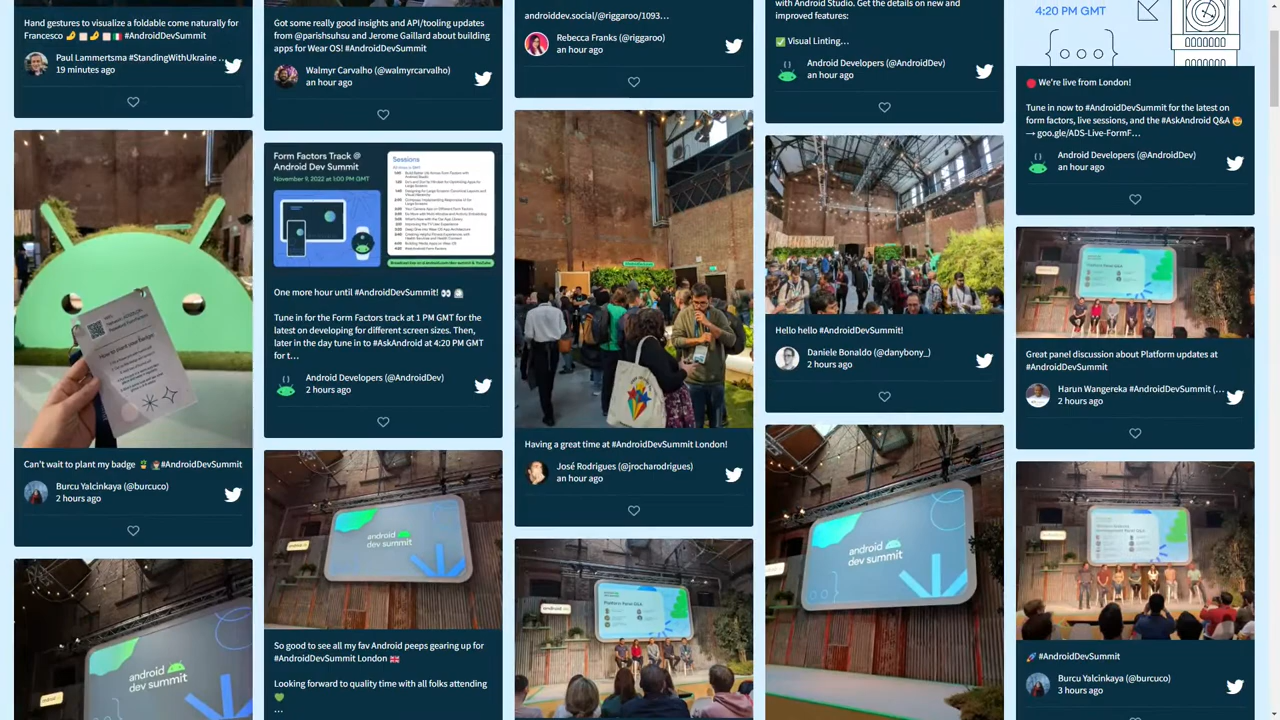 Hand gestures to visualize a foldable come naturally for
Francesco 🤌🏻🤌🏻🇮🇹 #AndroidDevSummit
Paul Lammertsma #StandingWithUkraine ...
19 minutes ago
Can't wait to plant my badge 🪴 #AndroidDevSummit
Burcu Yalcinkaya (@burcuco)
2 hours ago
android
dev summit
Got some really good insights and API/tooling updates
from @parishsuhsu and Jerome Gaillard about building
apps for Wear OS! #AndroidDevSummit
Walmyr Carvalho (@walmyrcarvalho)
an hour ago
Form Factors Track @
Android Dev Summit
November 9, 2022 at 1:00 PM GMT
Sessions
One more hour until #AndroidDevSummit! 👀
Tune in for the Form Factors track at 1 PM GMT for the
latest on developing for different screen sizes. Then,
later in the day tune in to #AskAndroid at 4:20 PM GMT
for t...
Android Developers (@AndroidDev)
2 hours ago
android
dev summit
So good to see all my fav Android peeps gearing up for
#AndroidDevSummit London 🇬🇧
Looking forward to quality time with all folks attending
💚
...
androiddev.social/@riggaroo/1093...
Rebecca Franks (@riggaroo)
an hour ago
Having a great time at #AndroidDevSummit London!
José Rodrigues (@jrocharodrigues)
an hour ago
Platform Panel Q&A
with Android Studio. Get the details on new and
improved features:
✅ Visual Linting...
Android Developers (@AndroidDev)
an hour ago
Hello hello #AndroidDevSummit!
Daniele Bonaldo (@danybony_)
2 hours ago
android
dev summit
4:20 PM GMT
🔴 We're live from London!
Tune in now to #AndroidDevSummit for the latest on
form factors, live sessions, and the #AskAndroid Q&A 🤩
→ goo.gle/ADS-Live-FormF...
Android Developers (@AndroidDev)
an hour ago
Great panel discussion about Platform updates at
#AndroidDevSummit
Harun Wangereka #AndroidDevSummit (...
2 hours ago
🚀 #AndroidDevSummit
Burcu Yalcinkaya (@burcuco)
3 hours ago